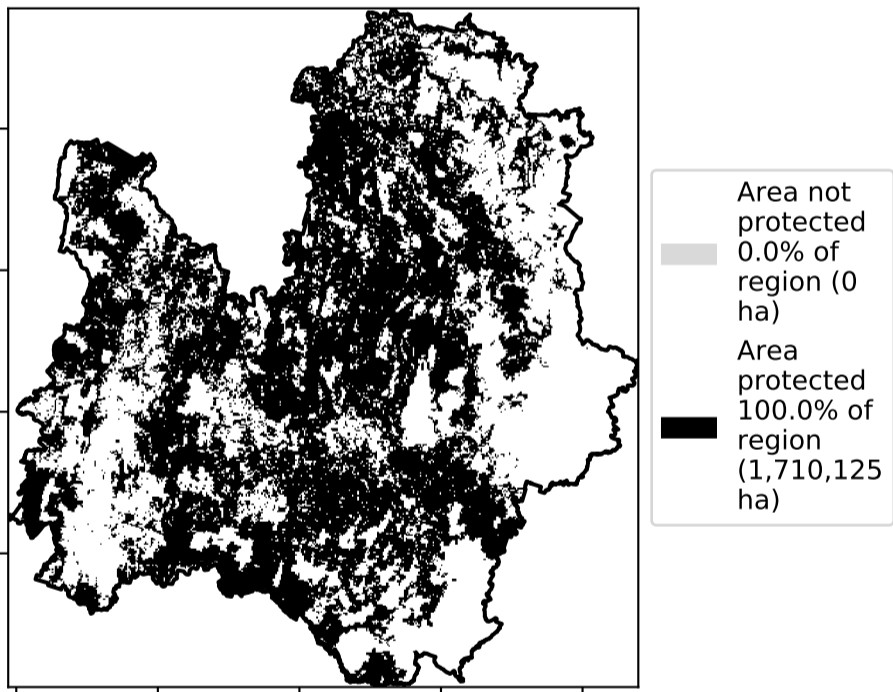 Area not
protected
0.0% of
region (0
ha)
Area
protected
100.0% of
region
(1,710,125
ha)